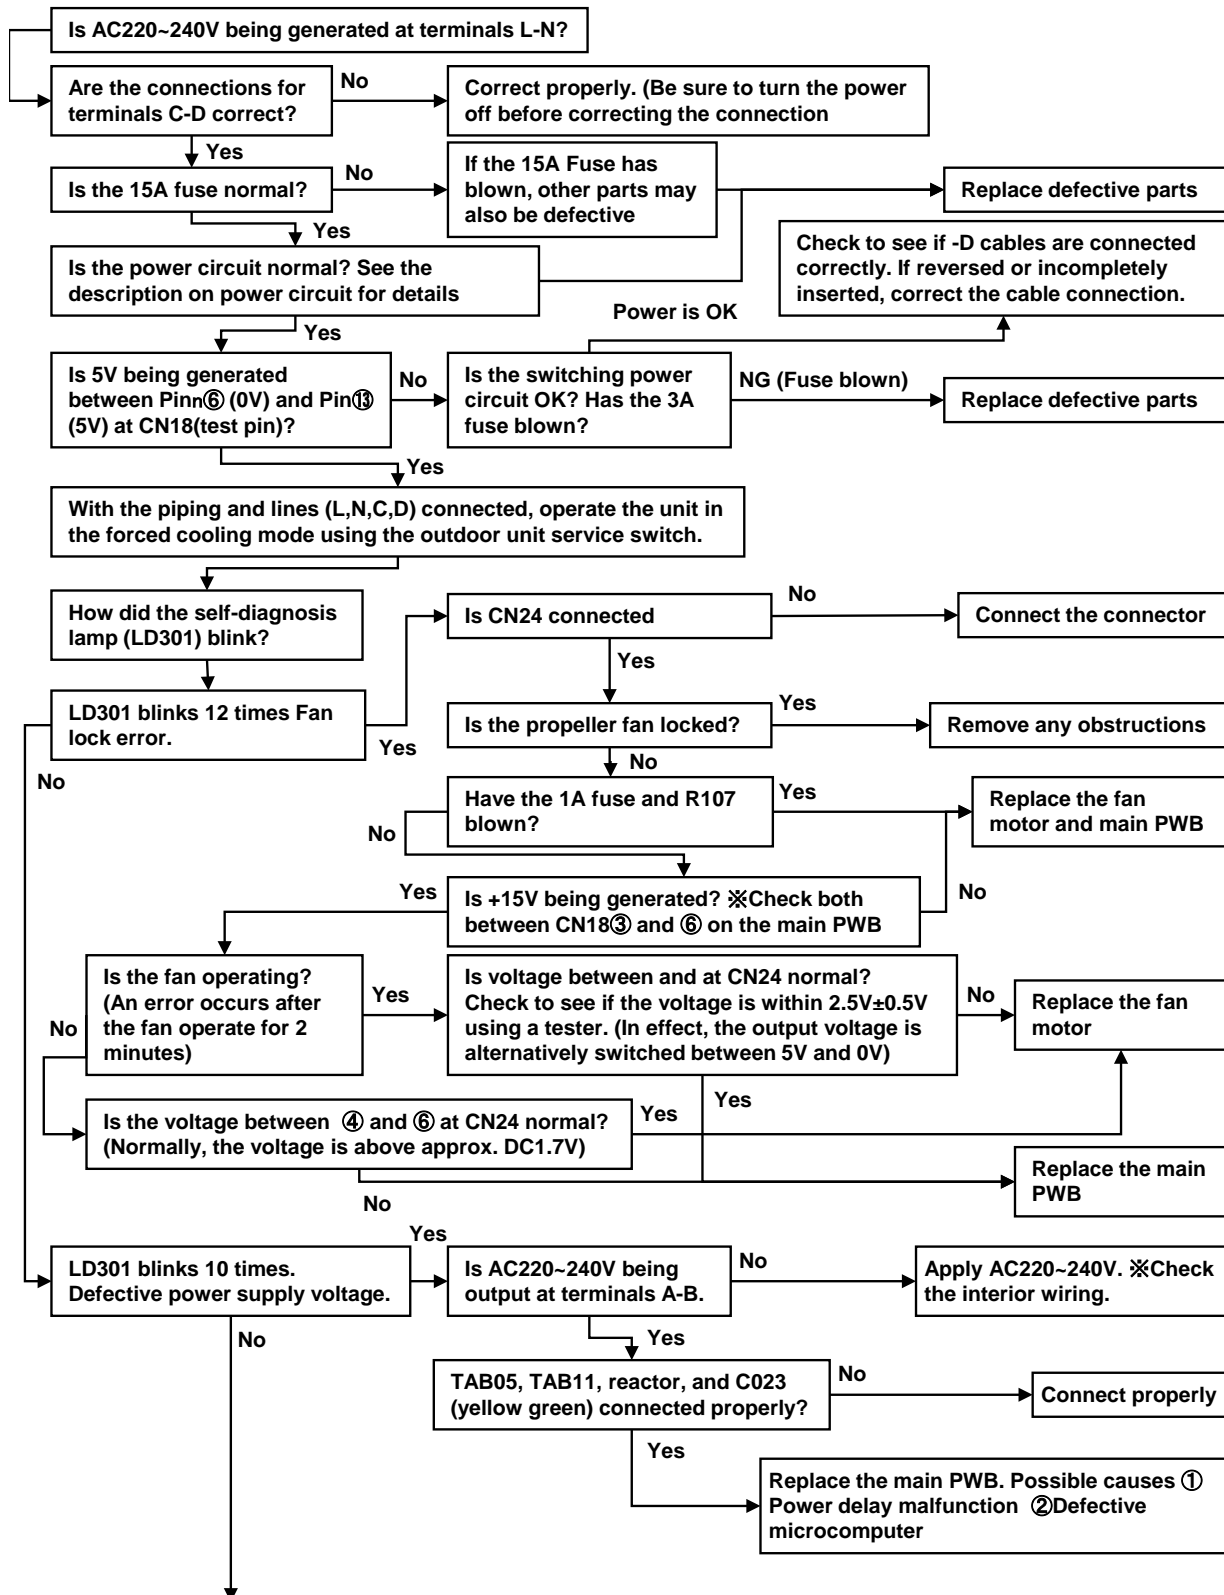 Is AC220~240V being generated at terminals L-N?
Are the connections for
terminals C-D correct?
No
Correct properly. (Be sure to turn the power
off before correcting the connection
Yes
Is the 15A fuse normal?
No
If the 15A Fuse has
blown, other parts may
also be defective
Replace defective parts
Yes
Is the power circuit normal? See the
description on power circuit for details
Check to see if -D cables are connected
correctly. If reversed or incompletely
inserted, correct the cable connection.
Power is OK
Yes
Is 5V being generated
between Pinn⑥ (0V) and Pin⑬
(5V) at CN18(test pin)?
No
Is the switching power
circuit OK? Has the 3A
fuse blown?
NG (Fuse blown)
Replace defective parts
Yes
With the piping and lines (L,N,C,D) connected, operate the unit in
the forced cooling mode using the outdoor unit service switch.
How did the self-diagnosis
lamp (LD301) blink?
Is CN24 connected
No
Connect the connector
Yes
LD301 blinks 12 times Fan
lock error.
Yes
Is the propeller fan locked?
Yes
Remove any obstructions
No
No
Have the 1A fuse and R107
blown?
Yes
Replace the fan
motor and main PWB
No
Yes
Is +15V being generated? ※Check both
between CN18③ and ⑥ on the main PWB
No
Is the fan operating?
(An error occurs after
the fan operate for 2
minutes)
Yes
Is voltage between and at CN24 normal?
Check to see if the voltage is within 2.5V±0.5V
using a tester. (In effect, the output voltage is
alternatively switched between 5V and 0V)
No
Replace the fan
motor
No
Yes
Is the voltage between ④ and ⑥ at CN24 normal?
(Normally, the voltage is above approx. DC1.7V)
Yes
Replace the main
PWB
No
Yes
LD301 blinks 10 times.
Defective power supply voltage.
Is AC220~240V being
output at terminals A-B.
No
Apply AC220~240V. ※Check
the interior wiring.
No
Yes
TAB05, TAB11, reactor, and C023
(yellow green) connected properly?
No
Connect properly
Yes
Replace the main PWB. Possible causes ①
Power delay malfunction ②Defective
microcomputer